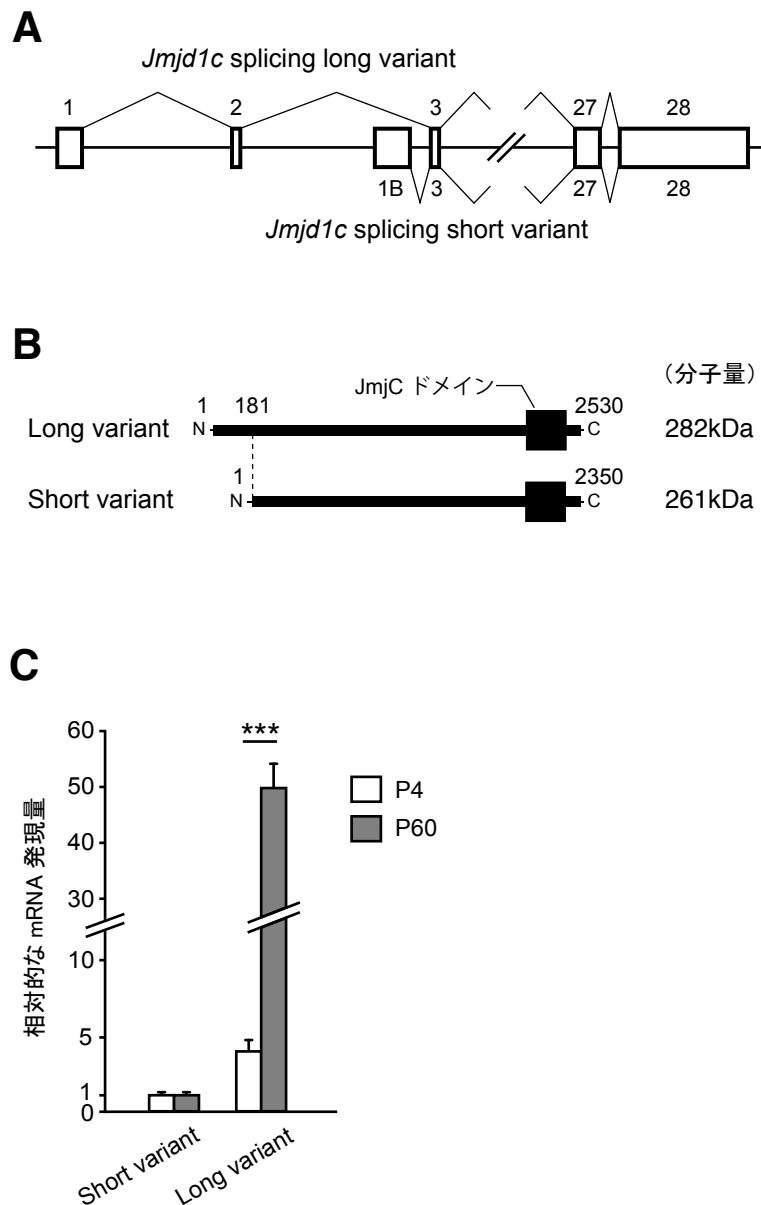 A
Jmjd1c splicing long variant
1 2 3 27 28
1B 3 27 28
Jmjd1c splicing short variant
B
（分子量）
JmjC ドメイン
1 181 2530
Long variant N C 282kDa
1 2350
Short variant N C 261kDa
C
相対的な mRNA 発現量
60
50
40
30
10
5
1
0
***
P4
P60
Short variant
Long variant